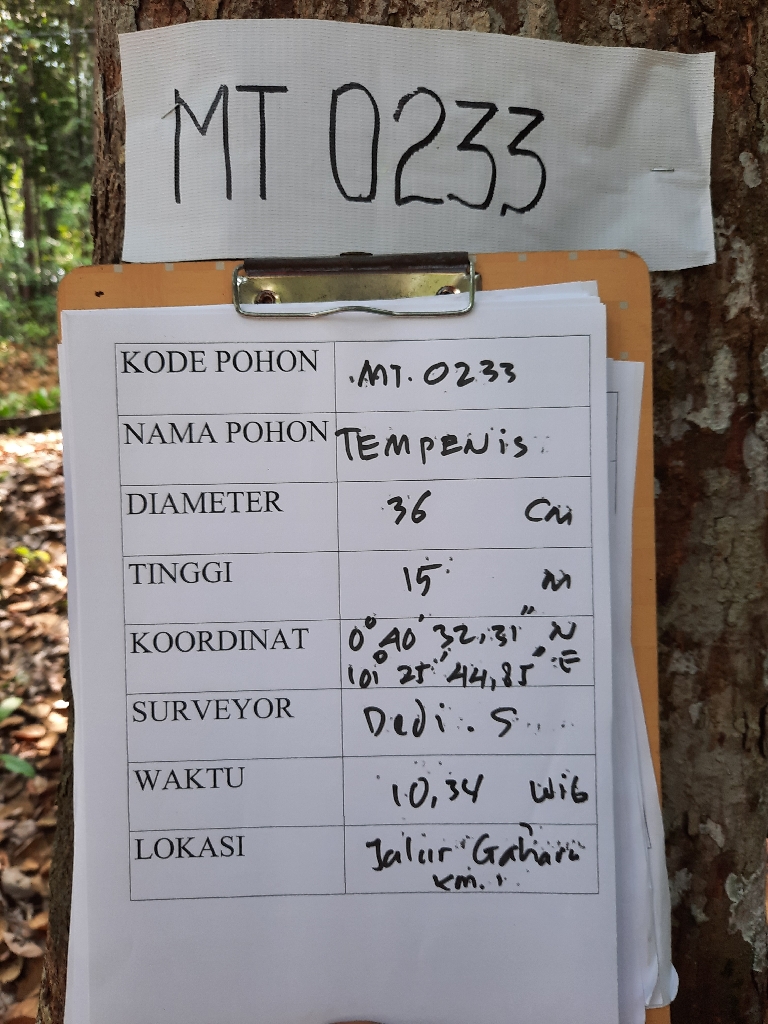 MT 0233
KODE POHON MT. 0233
NAMA POHON TEMPENIS
DIAMETER 36 Cm
TINGGI 15 m
KOORDINAT 0° 40' 32,31" N
101° 25' 44,85" E
SURVEYOR Dedi. S
WAKTU 10,34 Wib
LOKASI Jalur Gaharu
km. 1